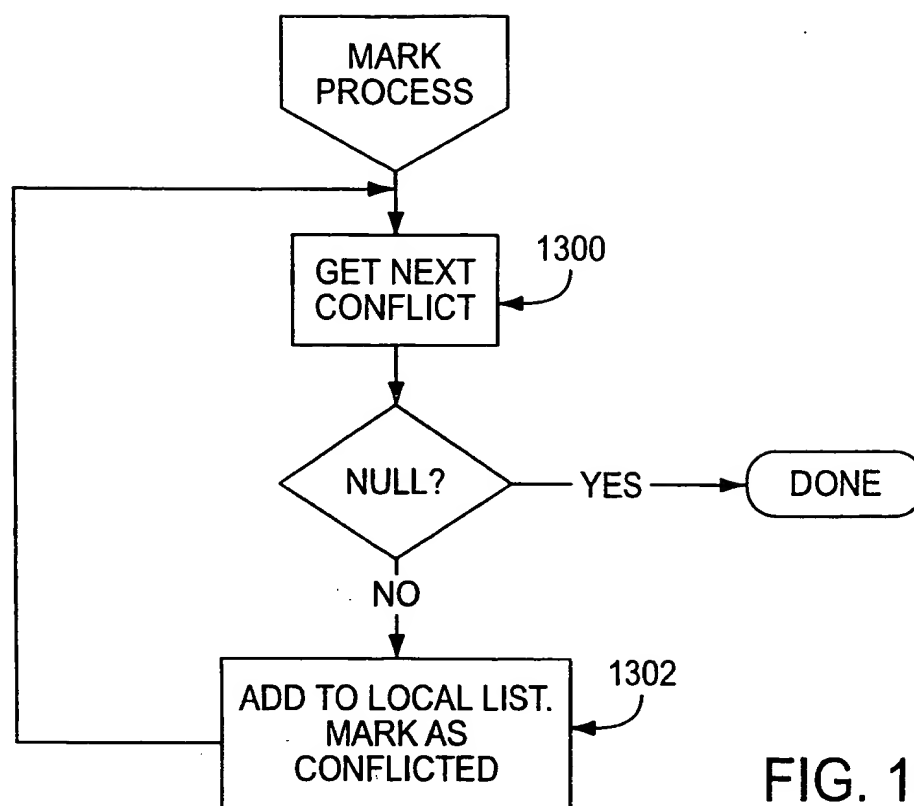 MARK
PROCESS
1300
GET NEXT
CONFLICT
NULL?
YES
DONE
NO
1302
ADD TO LOCAL LIST.
MARK AS
CONFLICTED
FIG. 1